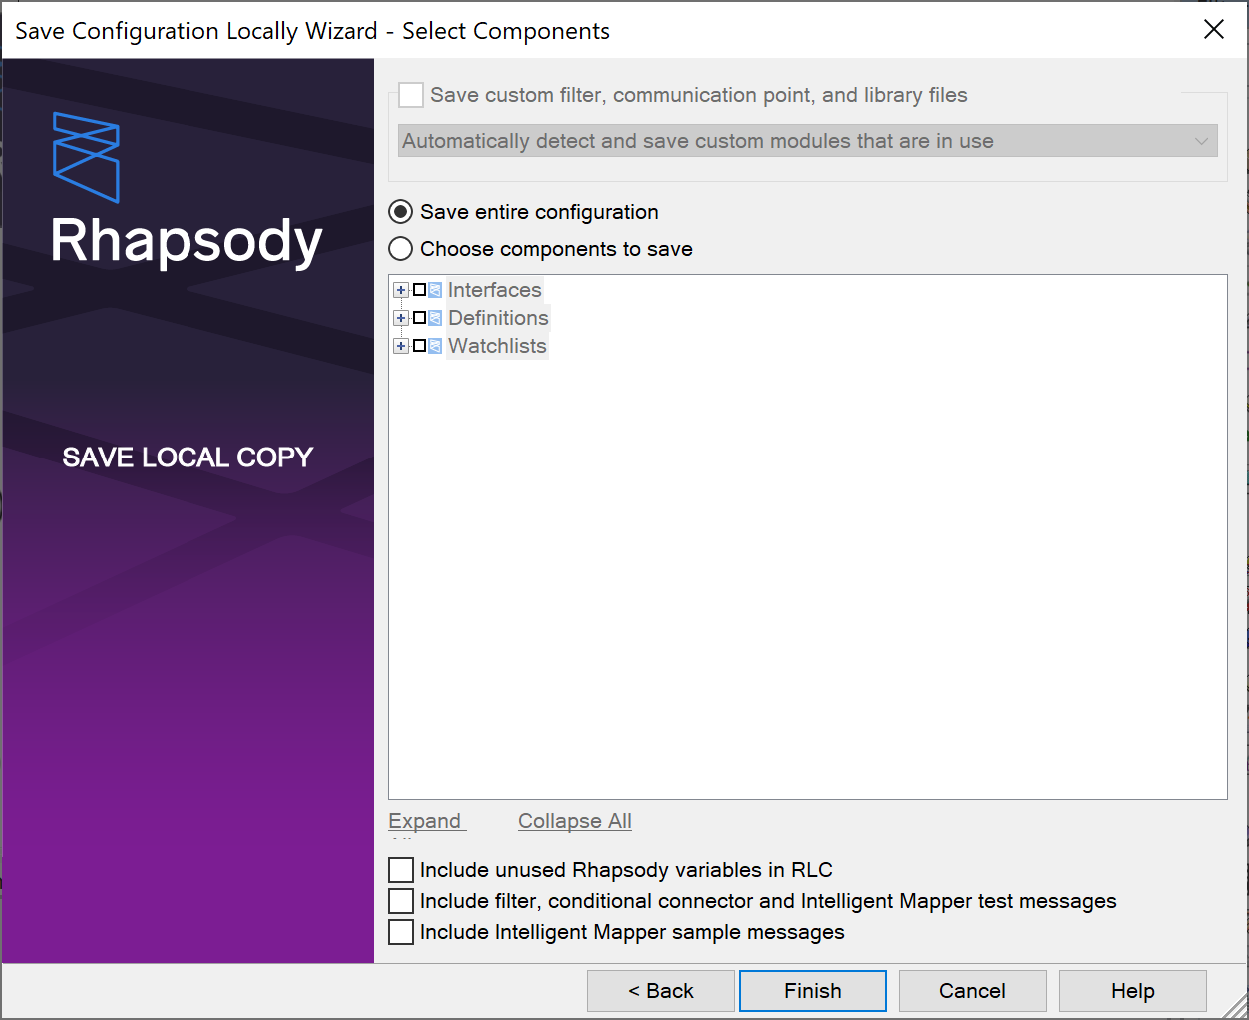 Save Configuration Locally Wizard - Select Components
Rhapsody
SAVE LOCAL COPY
Save custom filter, communication point, and library files
Automatically detect and save custom modules that are in use
Save entire configuration
Choose components to save
Interfaces
Definitions
Watchlists
Expand
Collapse All
Include unused Rhapsody variables in RLC
Include filter, conditional connector and Intelligent Mapper test messages
Include Intelligent Mapper sample messages
< Back
Finish
Cancel
Help